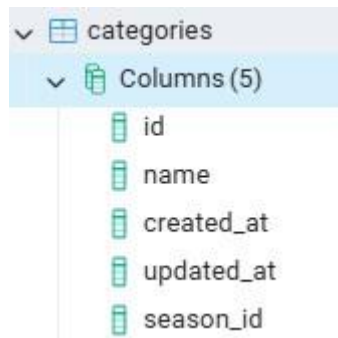 categories
Columns (5)
id
name
created_at
updated_at
season_id